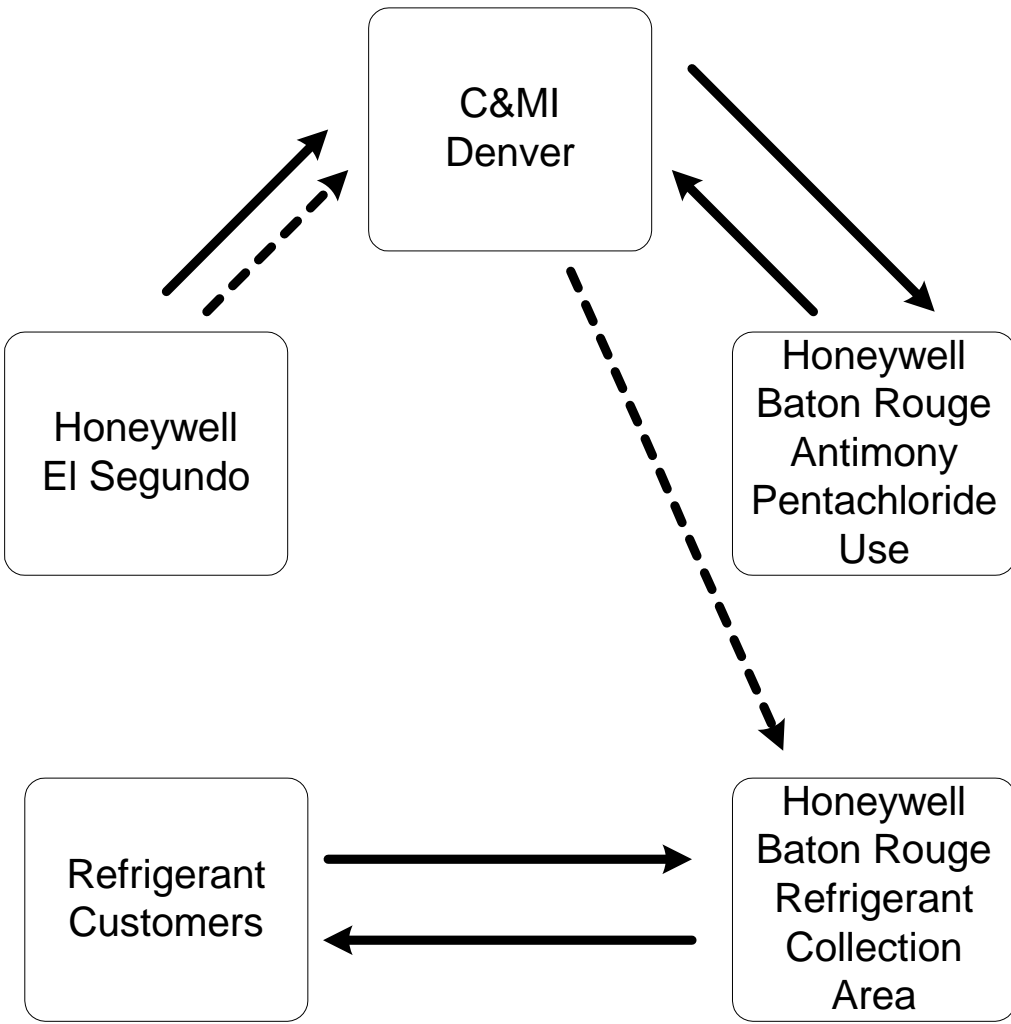 C&MI
Denver
Honeywell
El Segundo
Honeywell
Baton Rouge
Antimony
Pentachloride
Use
Refrigerant
Customers
Honeywell
Baton Rouge
Refrigerant
Collection
Area